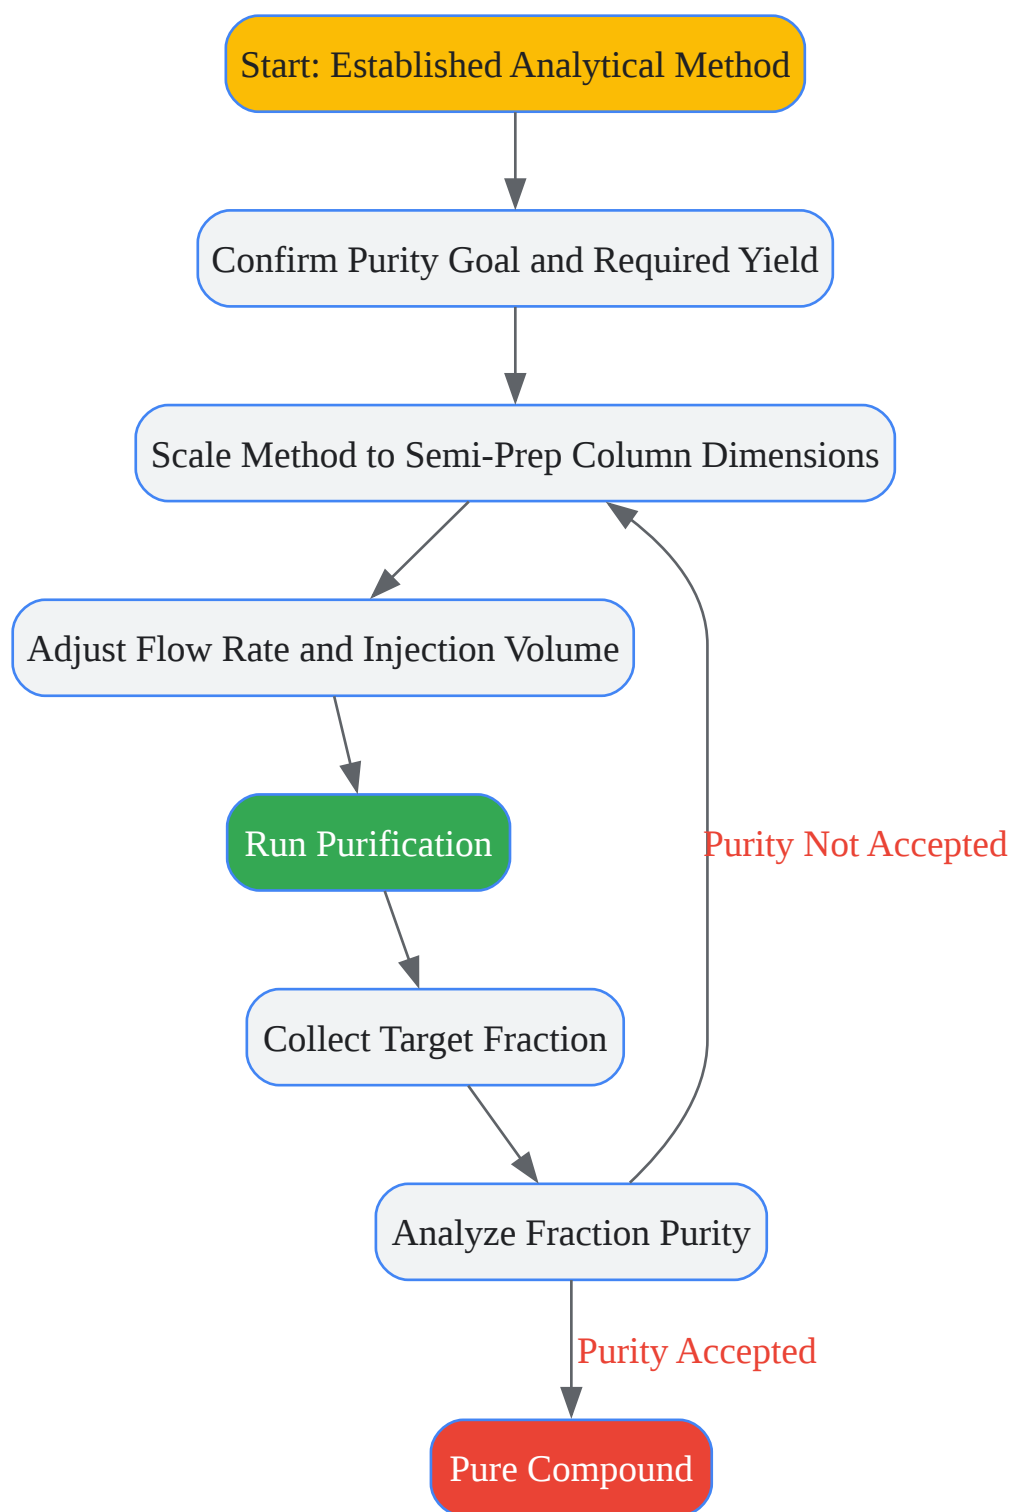 Start: Established Analytical Method
Confirm Purity Goal and Required Yield
Scale Method to Semi-Prep Column Dimensions
Adjust Flow Rate and Injection Volume
Run Purification
Purity Not Accepted
Collect Target Fraction
Analyze Fraction Purity
Purity Accepted
Pure Compound